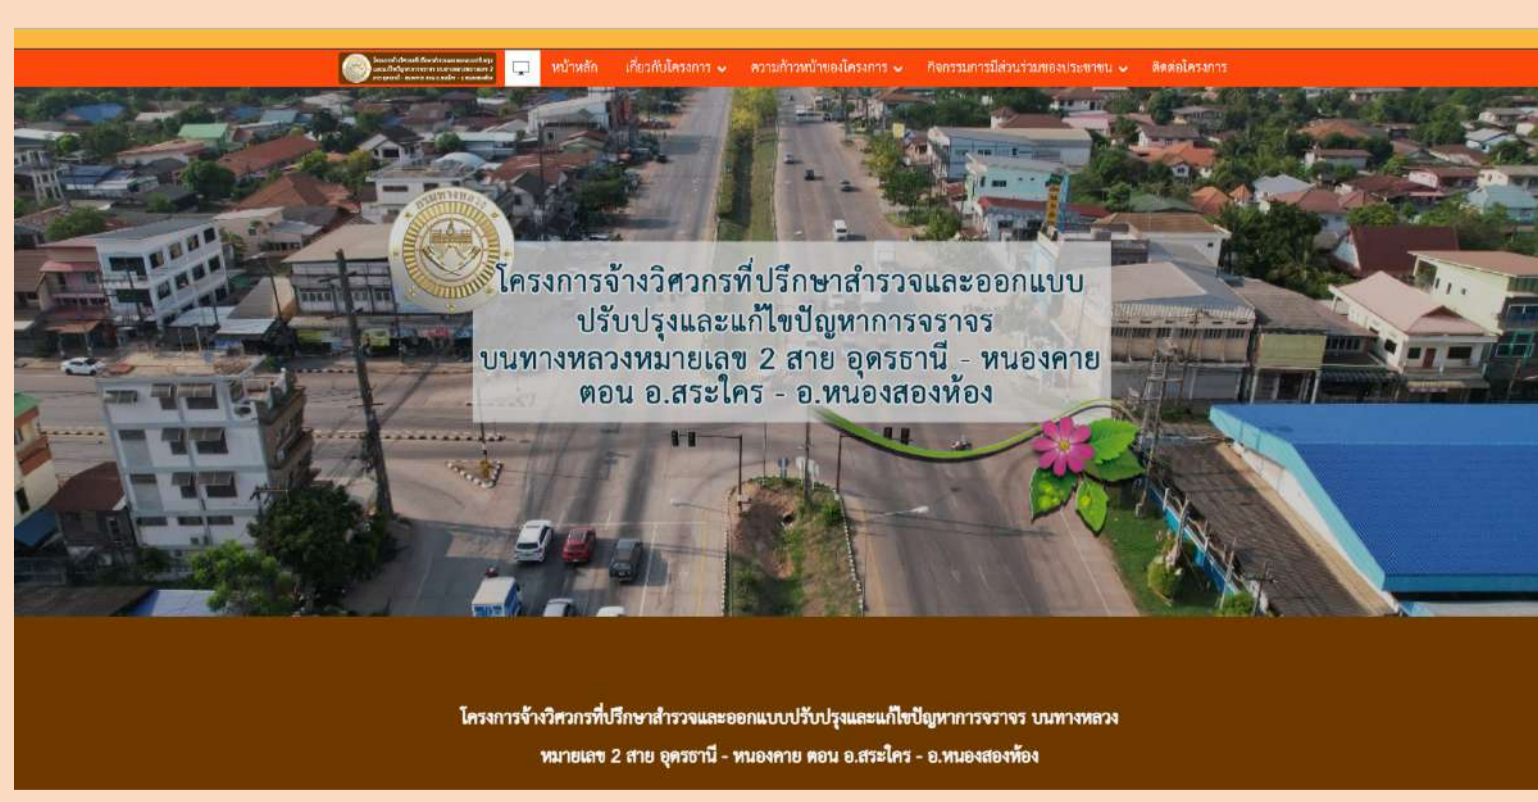 หน้าหลัก เกี่ยวกับโครงการ ความก้าวหน้าของโครงการ กิจกรรมการมีส่วนร่วมของประชาชน ติดต่อโครงการ
กรมทางหลวง
โครงการจ้างวิศวกรที่ปรึกษาสำรวจและออกแบบ
ปรับปรุงและแก้ไขปัญหาการจราจร
บนทางหลวงหมายเลข 2 สาย อุดรธานี - หนองคาย
ตอน อ.สระใคร - อ.หนองสองห้อง
โครงการจ้างวิศวกรที่ปรึกษาสำรวจและออกแบบปรับปรุงและแก้ไขปัญหาการจราจร บนทางหลวง
หมายเลข 2 สาย อุดรธานี - หนองคาย ตอน อ.สระใคร - อ.หนองสองห้อง